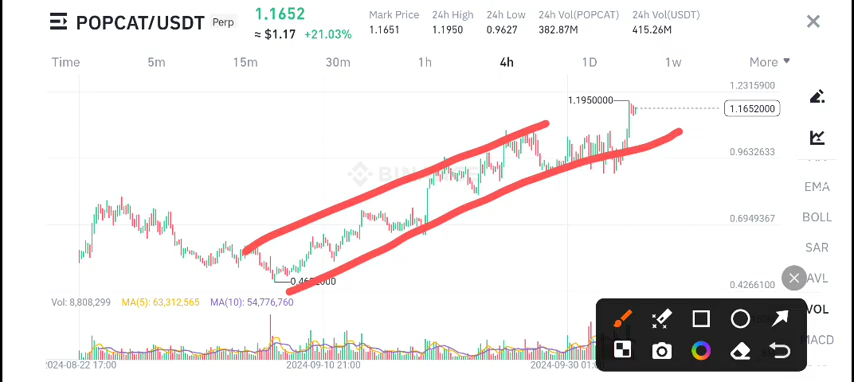 POPCAT/USDT Perp
1.1652
≈ $1.17 +21.03%
Mark Price
1.1651
24h High
1.1950
24h Low
0.9627
24h Vol(POPCAT)
382.87M
24h Vol(USDT)
415.26M
Time 5m 15m 30m 1h 4h 1D 1w More
1.2315900
1.1950000
1.1652000
0.9632633
0.6949367
0.4266100
EMA
BOLL
SAR
AVL
VOL
MACD
Vol: 8,808,299 MA(5): 63,312,565 MA(10): 54,776,760
2024-08-22 17:00 2024-09-10 21:00